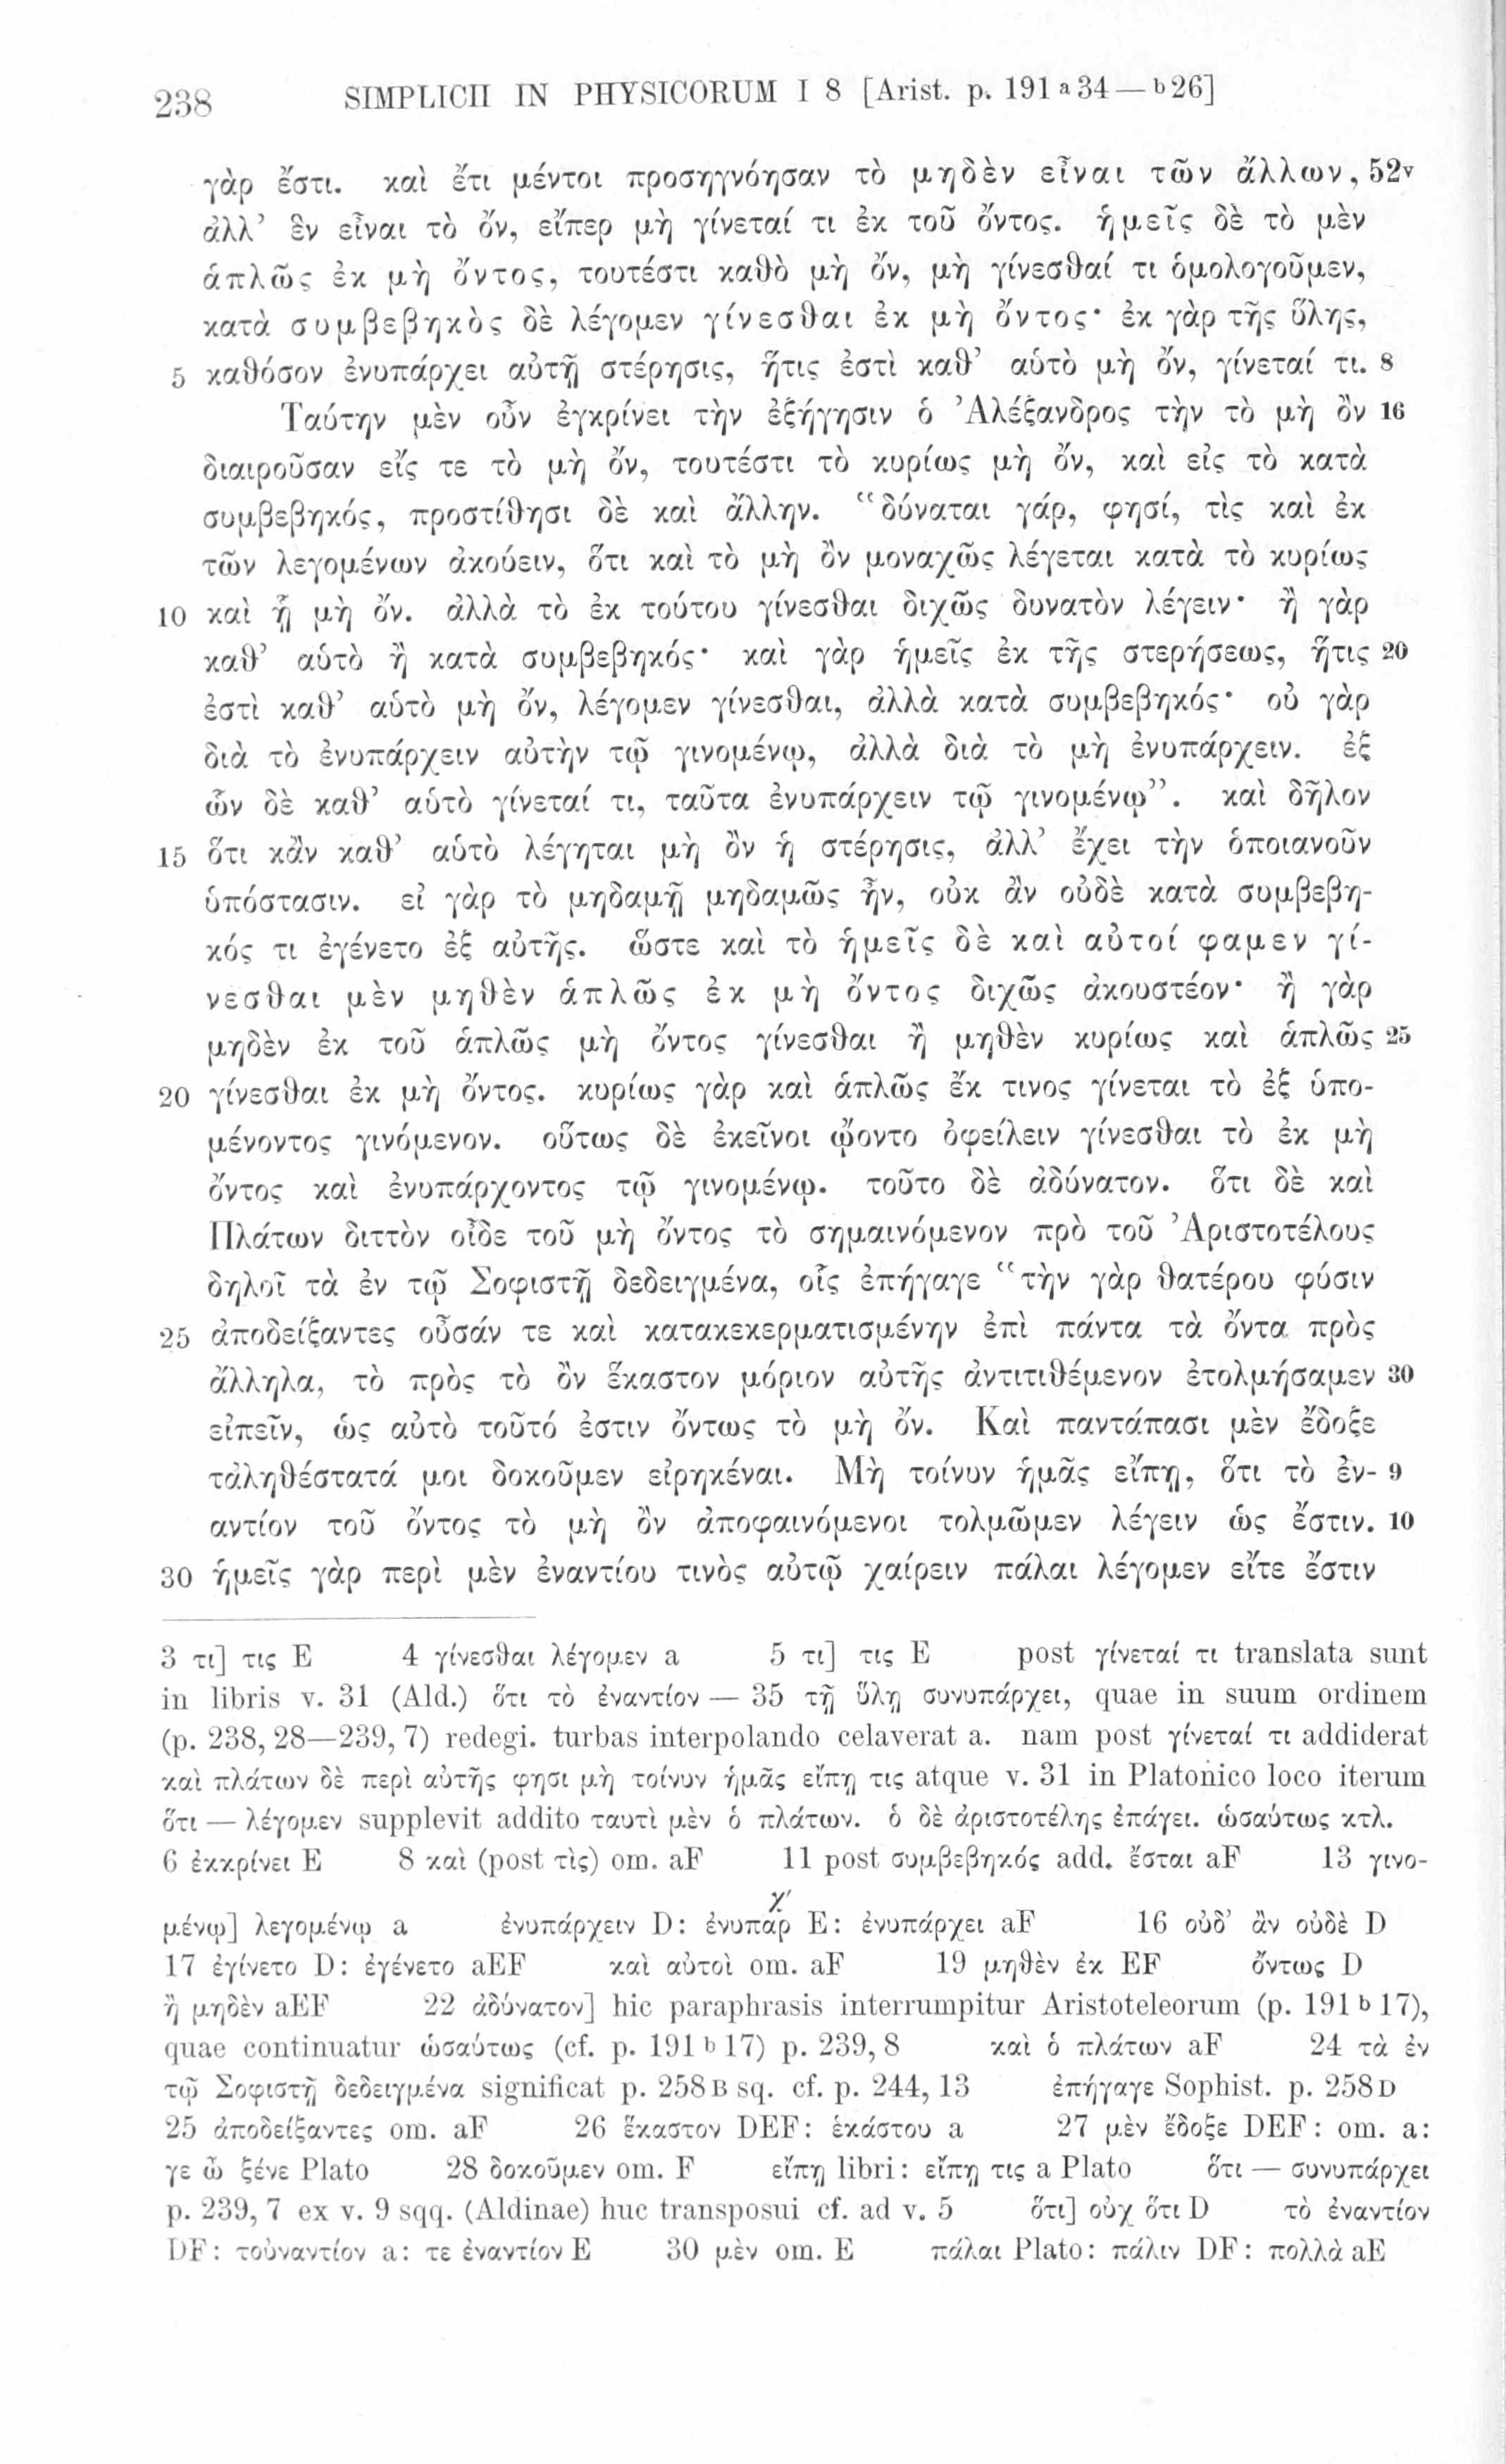 238 SIMPLICII IN PHYSICORUM I 8 [Arist. p. 191 a 34 — b 26]
γὰρ ἔστι. καὶ ἔτι μέντοι προσηγνόησαν τὸ μηδὲν εἶναι τῶν ἄλλων, 52v
ἀλλ’ ἓν εἶναι τὸ ὄν, εἴπερ μὴ γίνεταί τι ἐκ τοῦ ὄντος. ἡμεῖς δὲ τὸ μὲν
ἁπλῶς ἐκ μὴ ὄντος, τουτέστι καθὸ μὴ ὄν, μὴ γίνεσθαί τι ὁμολογοῦμεν,
κατὰ συμβεβηκὸς δὲ λέγομεν γίνεσθαι ἐκ μὴ ὄντος· ἐκ γὰρ τῆς ὕλης,
5 καθόσον ἐνυπάρχει αὐτῇ στέρησις, ἥτις ἐστὶ καθ’ αὑτὸ μὴ ὄν, γίνεταί τι. 8
Ταύτην μὲν οὖν ἐγκρίνει τὴν ἐξήγησιν ὁ Ἀλέξανδρος τὴν τὸ μὴ ὂν 16
διαιροῦσαν εἴς τε τὸ μὴ ὄν, τουτέστι τὸ κυρίως μὴ ὄν, καὶ εἰς τὸ κατὰ
συμβεβηκός, προστίθησι δὲ καὶ ἄλλην. “δύναται γάρ, φησί, τὶς καὶ ἐκ
τῶν λεγομένων ἀκούειν, ὅτι καὶ τὸ μὴ ὂν μοναχῶς λέγεται κατὰ τὸ κυρίως
10 καὶ ᾗ μὴ ὄν. ἀλλὰ τὸ ἐκ τούτου γίνεσθαι διχῶς δυνατὸν λέγειν· ἢ γὰρ
καθ’ αὑτὸ ἢ κατὰ συμβεβηκός· καὶ γὰρ ἡμεῖς ἐκ τῆς στερήσεως, ἥτις 20
ἐστὶ καθ’ αὑτὸ μὴ ὄν, λέγομεν γίνεσθαι, ἀλλὰ κατὰ συμβεβηκός· οὐ γὰρ
διὰ τὸ ἐνυπάρχειν αὐτὴν τῷ γινομένῳ, ἀλλὰ διὰ τὸ μὴ ἐνυπάρχειν. ἐξ
ὧν δὲ καθ’ αὑτὸ γίνεταί τι, ταῦτα ἐνυπάρχειν τῷ γινομένῳ”. καὶ δῆλον
15 ὅτι κἂν καθ’ αὑτὸ λέγηται μὴ ὂν ἡ στέρησις, ἀλλ’ ἔχει τὴν ὁποιανοῦν
ὑπόστασιν. εἰ γὰρ τὸ μηδαμῇ μηδαμῶς ἦν, οὐκ ἂν οὐδὲ κατὰ συμβεβη-
κός τι ἐγένετο ἐξ αὐτῆς. ὥστε καὶ τὸ ἡμεῖς δὲ καὶ αὐτοί φαμεν γί-
νεσθαι μὲν μηθὲν ἁπλῶς ἐκ μὴ ὄντος διχῶς ἀκουστέον· ἢ γὰρ
μηδὲν ἐκ τοῦ ἁπλῶς μὴ ὄντος γίνεσθαι ἢ μηθὲν κυρίως καὶ ἁπλῶς 25
20 γίνεσθαι ἐκ μὴ ὄντος. κυρίως γὰρ καὶ ἁπλῶς ἔκ τινος γίνεται τὸ ἐξ ὑπο-
μένοντος γινόμενον. οὕτως δὲ ἐκεῖνοι ᾤοντο ὀφείλειν γίνεσθαι τὸ ἐκ μὴ
ὄντος καὶ ἐνυπάρχοντος τῷ γινομένῳ. τοῦτο δὲ ἀδύνατον. ὅτι δὲ καὶ
Πλάτων διττὸν οἶδε τοῦ μὴ ὄντος τὸ σημαινόμενον πρὸ τοῦ Ἀριστοτέλους
δηλοῖ τὰ ἐν τῷ Σοφιστῇ δεδειγμένα, οἷς ἐπήγαγε “τὴν γὰρ θατέρου φύσιν
25 ἀποδείξαντες οὖσάν τε καὶ κατακεκερματισμένην ἐπὶ πάντα τὰ ὄντα πρὸς
ἄλληλα, τὸ πρὸς τὸ ὂν ἕκαστον μόριον αὐτῆς ἀντιτιθέμενον ἐτολμήσαμεν 30
εἰπεῖν, ὡς αὐτὸ τοῦτό ἐστιν ὄντως τὸ μὴ ὄν. Καὶ παντάπασι μὲν ἔδοξε
τἀληθέστατά μοι δοκοῦμεν εἰρηκέναι. Μὴ τοίνυν ἡμᾶς εἴπῃ, ὅτι τὸ ἐν- 9
αντίον τοῦ ὄντος τὸ μὴ ὂν ἀποφαινόμενοι τολμῶμεν λέγειν ὡς ἔστιν. 10
30 ἡμεῖς γὰρ περὶ μὲν ἐναντίου τινὸς αὐτῷ χαίρειν πάλαι λέγομεν εἴτε ἔστιν
3 τι] τις E 4 γίνεσθαι λέγομεν a 5 τι] τις E post γίνεταί τι translata sunt
in libris v. 31 (Ald.) ὅτι τὸ ἐναντίον — 35 τῇ ὕλῃ συνυπάρχει, quae in suum ordinem
(p. 238, 28—239, 7) redegi. turbas interpolando celaverat a. nam post γίνεταί τι addiderat
καὶ πλάτων δὲ περὶ αὐτῆς φησι μὴ τοίνυν ἡμᾶς εἴπῃ τις atque v. 31 in Platonico loco iterum
ὅτι — λέγομεν supplevit addito ταυτὶ μὲν ὁ πλάτων. ὁ δὲ ἀριστοτέλης ἐπάγει. ὡσαύτως κτλ.
6 ἐκκρίνει E 8 καὶ (post τὶς) om. aF 11 post συμβεβηκός add. ἔσται aF 13 γινο-
μένῳ] λεγομένῳ a ἐνυπάρχειν D: ἐνυπαρχ́ E: ἐνυπάρχει aF 16 οὐδ’ ἂν οὐδὲ D
17 ἐγίνετο D: ἐγένετο aEF καὶ αὐτοὶ om. aF 19 μηθὲν ἐκ EF ὄντως D
ἢ μηδὲν aEF 22 ἀδύνατον] hic paraphrasis interrumpitur Aristoteleorum (p. 191 b 17),
quae continuatur ὡσαύτως (cf. p. 191 b 17) p. 239, 8 καὶ ὁ πλάτων aF 24 τὰ ἐν
τῷ Σοφιστῇ δεδειγμένα significat p. 258 B sq. cf. p. 244, 13 ἐπήγαγε Sophist. p. 258 D
25 ἀποδείξαντες om. aF 26 ἕκαστον DEF: ἑκάστου a 27 μὲν ἔδοξε DEF: om. a:
γε ὦ ξένε Plato 28 δοκοῦμεν om. F εἴπῃ libri: εἴπῃ τις a Plato ὅτι — συνυπάρχει
p. 239, 7 ex v. 9 sqq. (Aldinae) huc transposui cf. ad v. 5 ὅτι] οὐχ ὅτι D τὸ ἐναντίον
DF: τοὐναντίον a: τε ἐναντίον E 30 μὲν om. E πάλαι Plato: πάλιν DF: πολλὰ aE